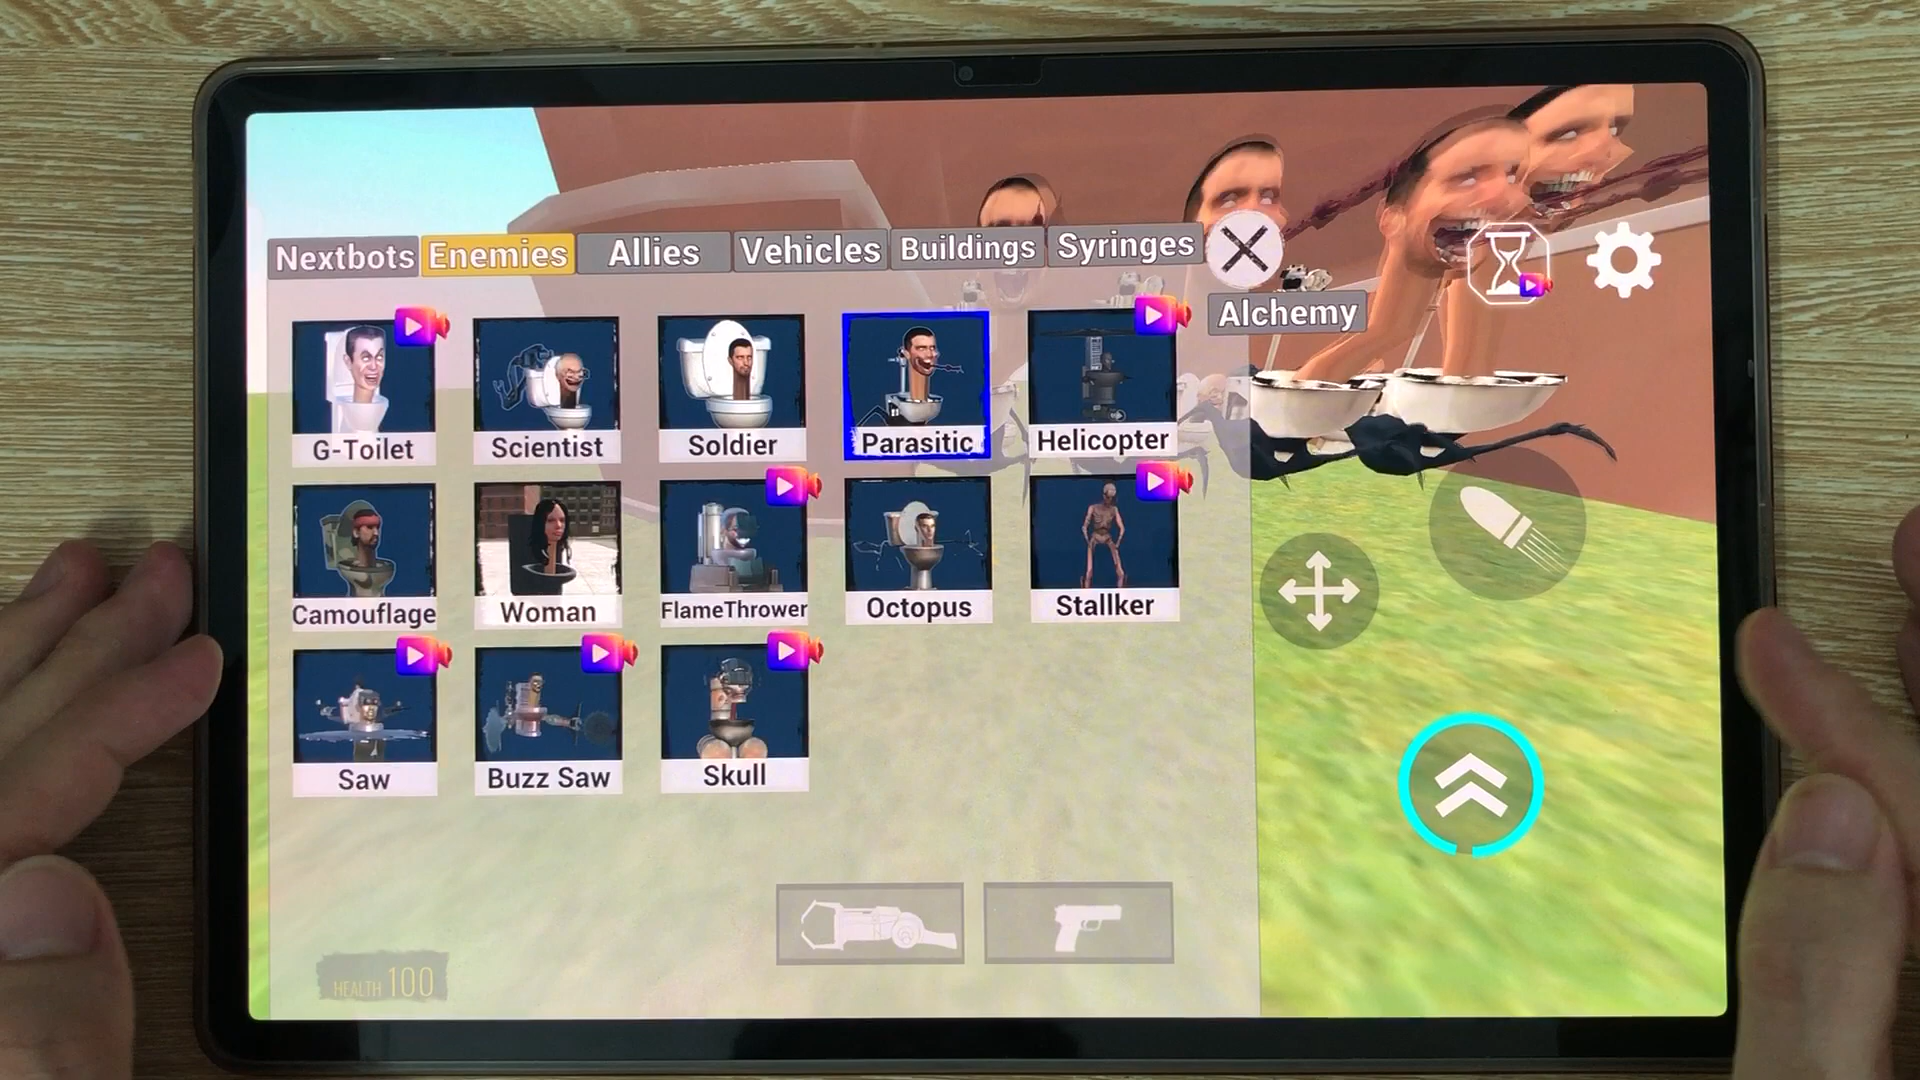 Nextbots Enemies Allies Vehicles Buildings Syringes
Alchemy
G-Toilet Scientist Soldier Parasitic Helicopter
Camouflage Woman FlameThrower Octopus Stallker
Saw Buzz Saw Skull
HEALTH 100